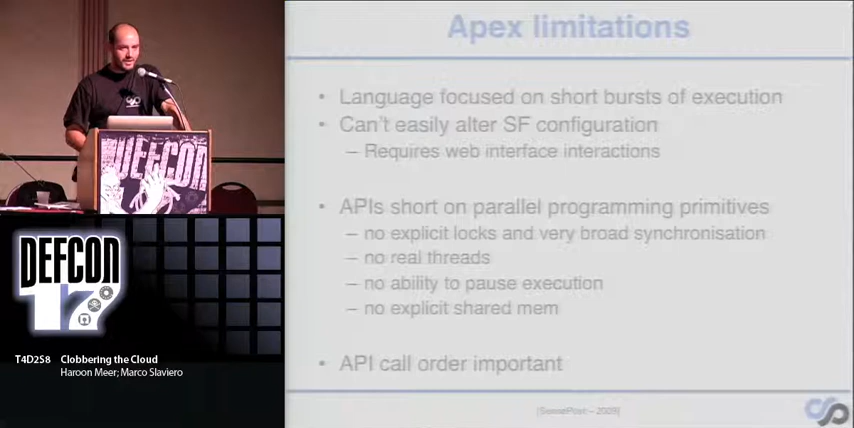 DEFCON
DEFCON
17
T4D2S8 Clobbering the Cloud
Haroon Meer; Marco Slaviero
Apex limitations
• Language focused on short bursts of execution
• Can't easily alter SF configuration
– Requires web interface interactions
• APIs short on parallel programming primitives
– no explicit locks and very broad synchronisation
– no real threads
– no ability to pause execution
– no explicit shared mem
• API call order important
[SensePost – 2009]